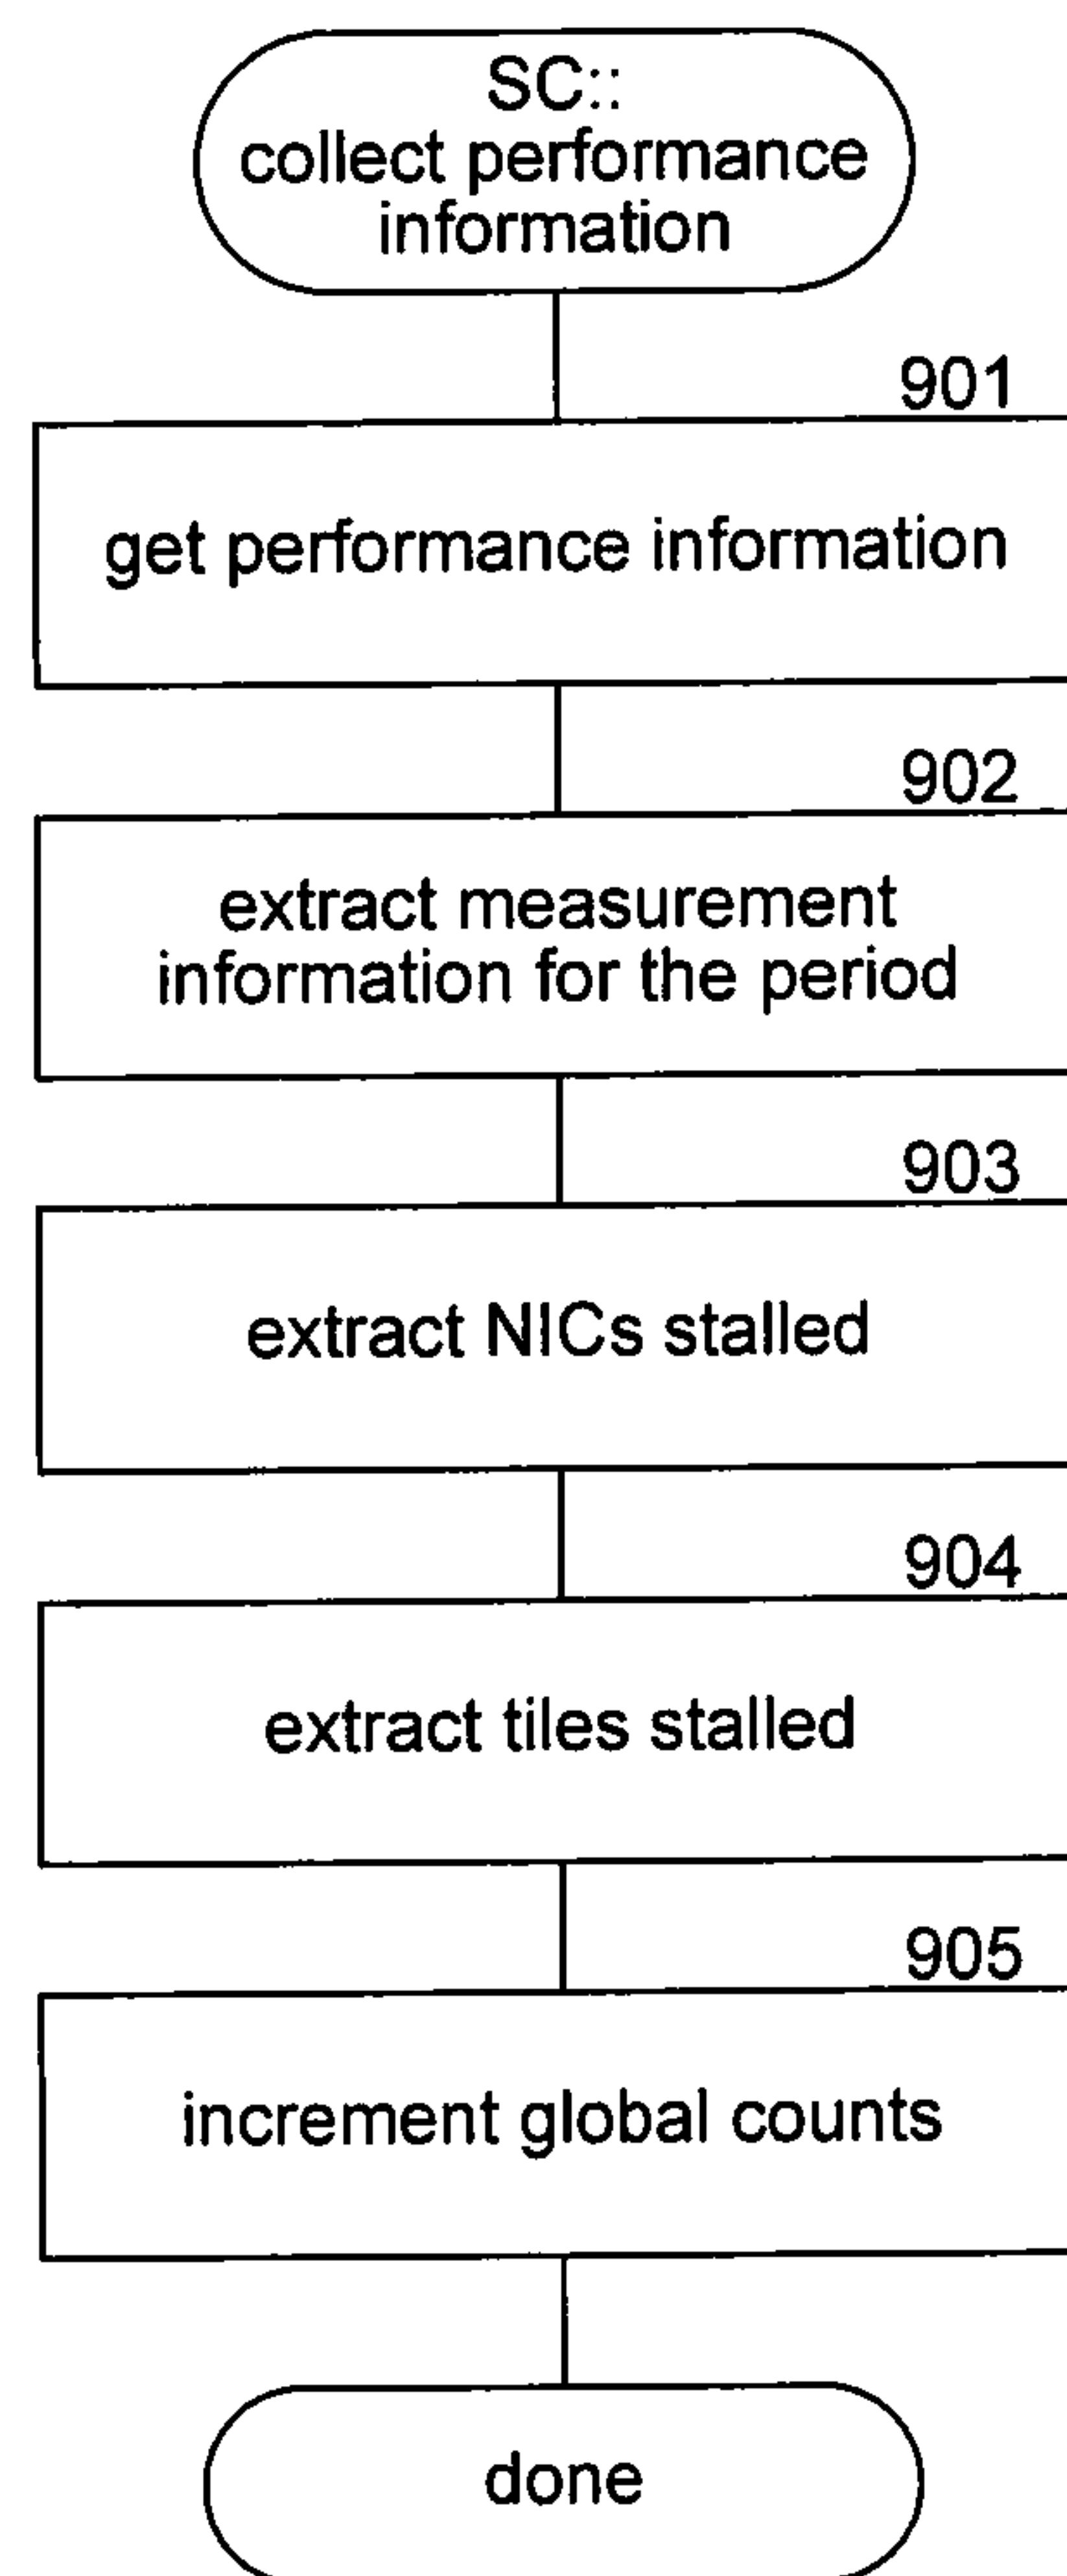 SC::
collect performance
information
901
get performance information
902
extract measurement
information for the period
903
extract NICs stalled
904
extract tiles stalled
905
increment global counts
done